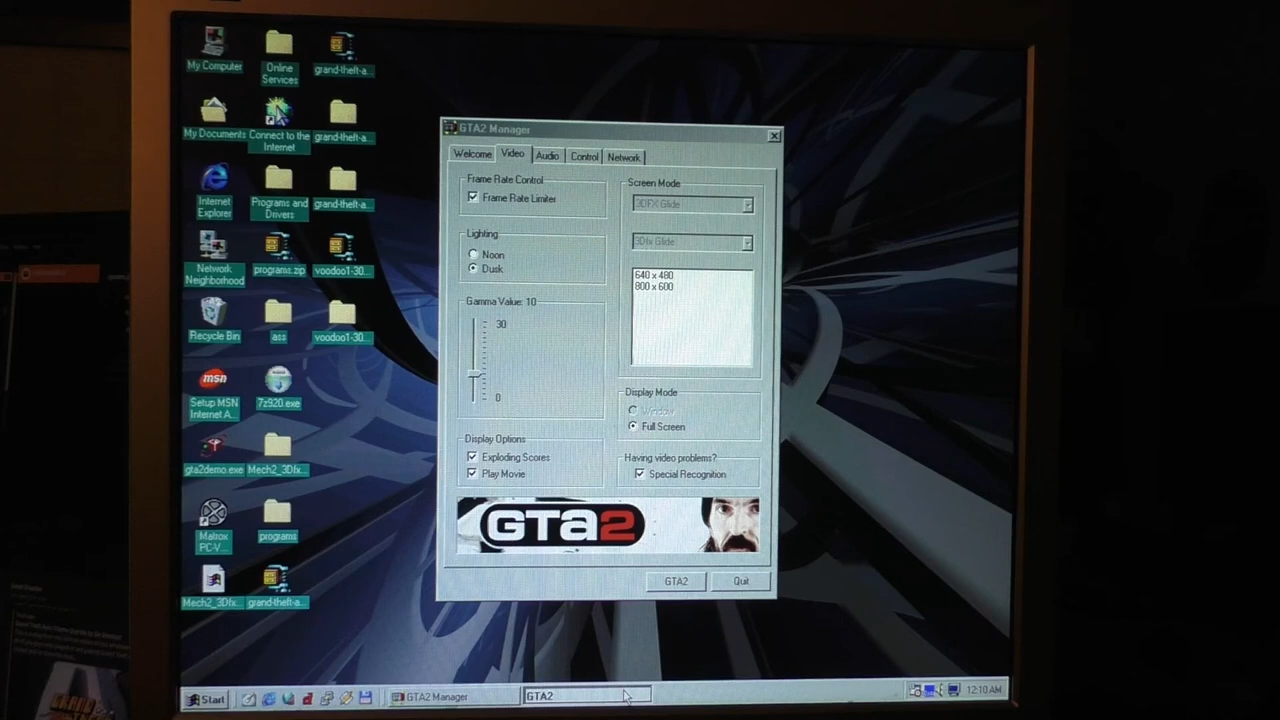 My Computer
Online
Services
grand-theft-a...
My Documents
Connect to the
Internet
grand-theft-a...
Internet
Explorer
Programs and
Drivers
grand-theft-a...
Network
Neighborhood
programs.zip
voodoo1-30...
Recycle Bin
ass
voodoo1-30...
msn
Setup MSN
Internet A...
7z920.exe
gta2demo.exe
Mech2_3Dfx...
Matrox
PC-V...
programs
Mech2_3Dfx...
grand-theft-a...
GTA2 Manager
Welcome
Video
Audio
Control
Network
Frame Rate Control
Frame Rate Limiter
Lighting
Noon
Dusk
Gamma Value: 10
30
0
Display Options
Exploding Scores
Play Movie
Screen Mode
3DFX Glide
3Dfx Glide
640 x 480
800 x 600
Display Mode
Window
Full Screen
Having video problems?
Special Recognition
GTA2
GTA2
Quit
Start
GTA2 Manager
GTA2
12:10 AM